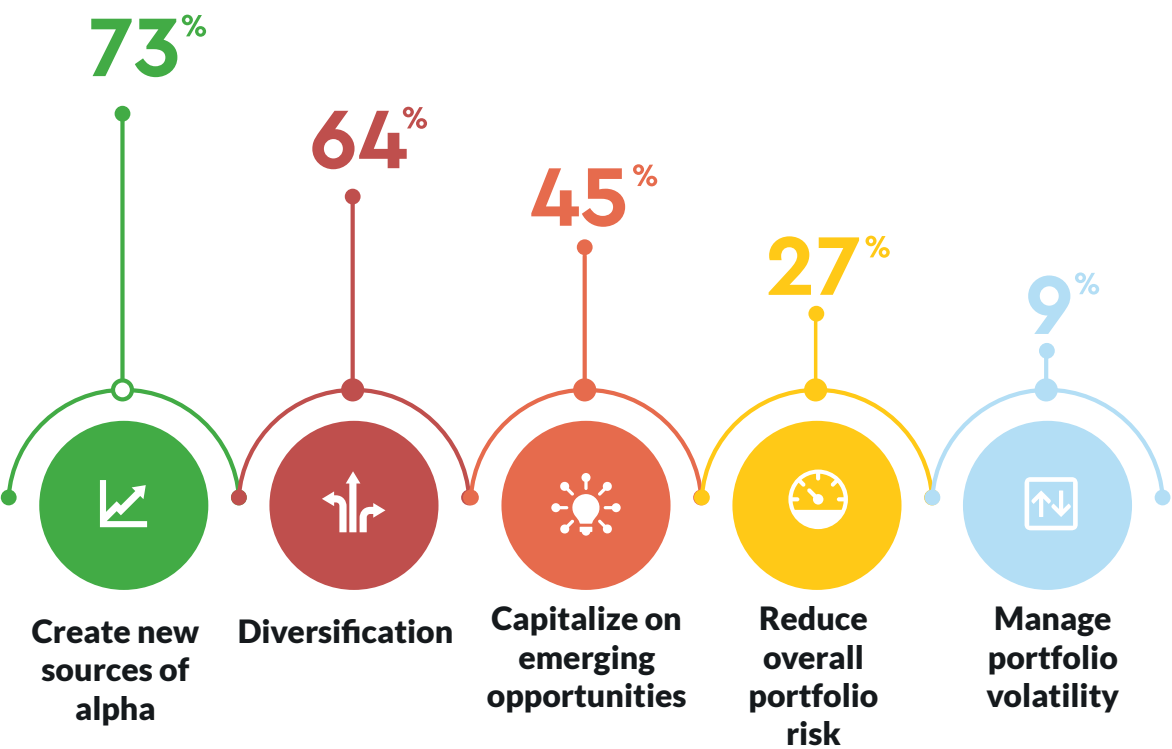 73%
64%
45%
27%
9%
Create new
sources of
alpha
Diversification
Capitalize on
emerging
opportunities
Reduce
overall
portfolio
risk
Manage
portfolio
volatility